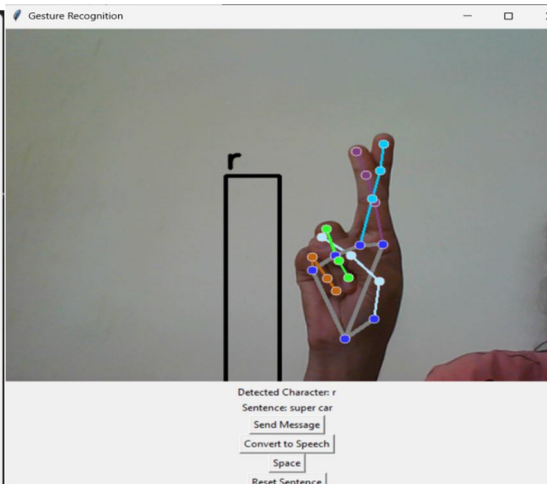 Gesture Recognition
r
Detected Character: r
Sentence: super car
Send Message
Convert to Speech
Space
Reset Sentence